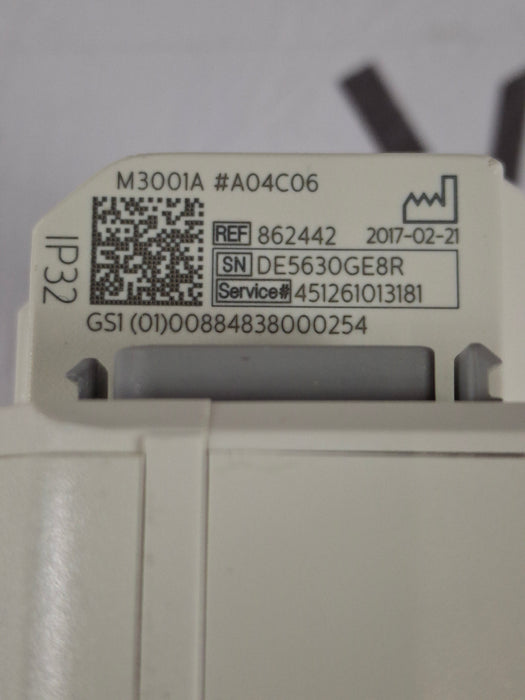 M3001A #A04C06
REF 862442 2017-02-21
SN DE5630GE8R
Service# 451261013181
GS1 (01)00884838000254
IP32